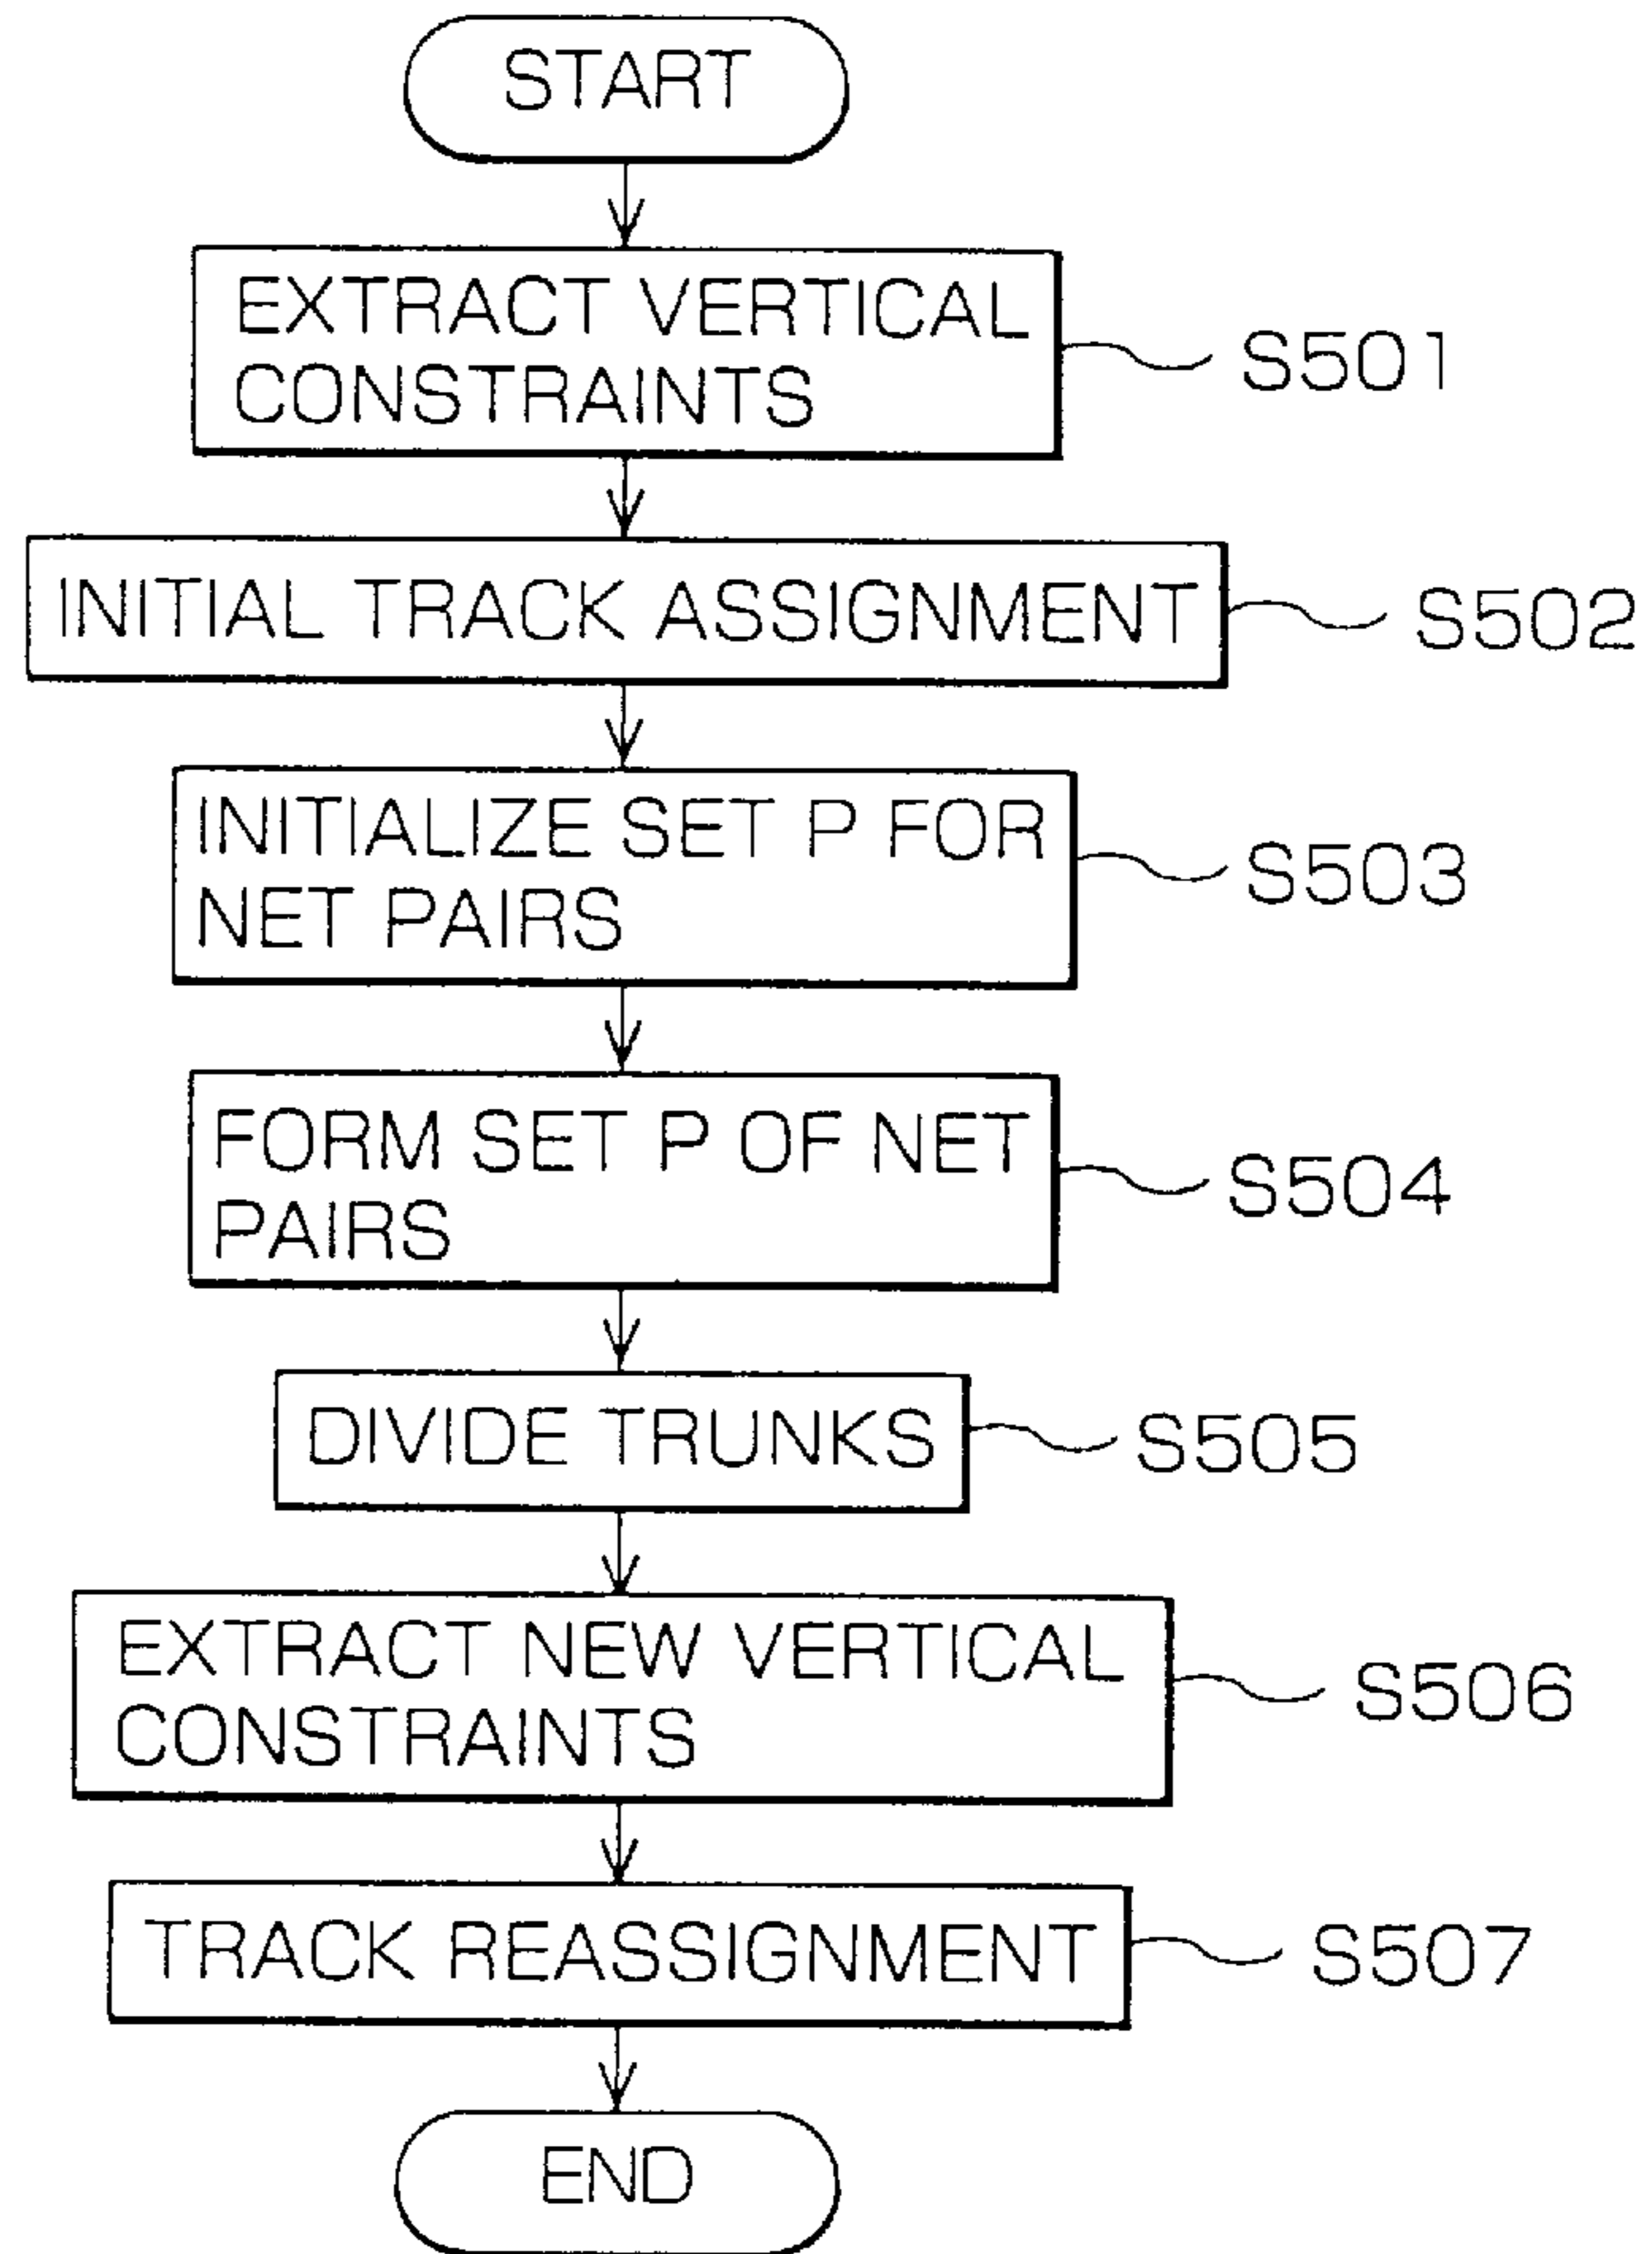 START
EXTRACT VERTICAL
CONSTRAINTS
S501
INITIAL TRACK ASSIGNMENT
S502
INITIALIZE SET P FOR
NET PAIRS
S503
FORM SET P OF NET
PAIRS
S504
DIVIDE TRUNKS
S505
EXTRACT NEW VERTICAL
CONSTRAINTS
S506
TRACK REASSIGNMENT
S507
END